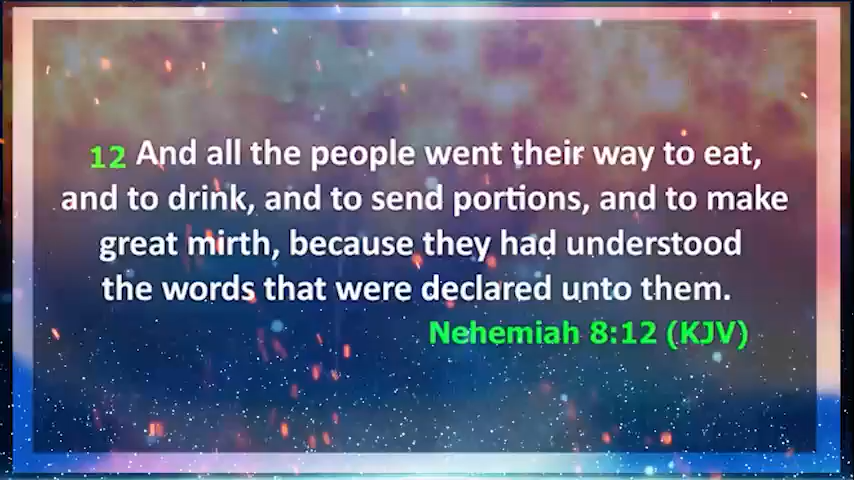 12 And all the people went their way to eat,
and to drink, and to send portions, and to make
great mirth, because they had understood
the words that were declared unto them.
Nehemiah 8:12 (KJV)